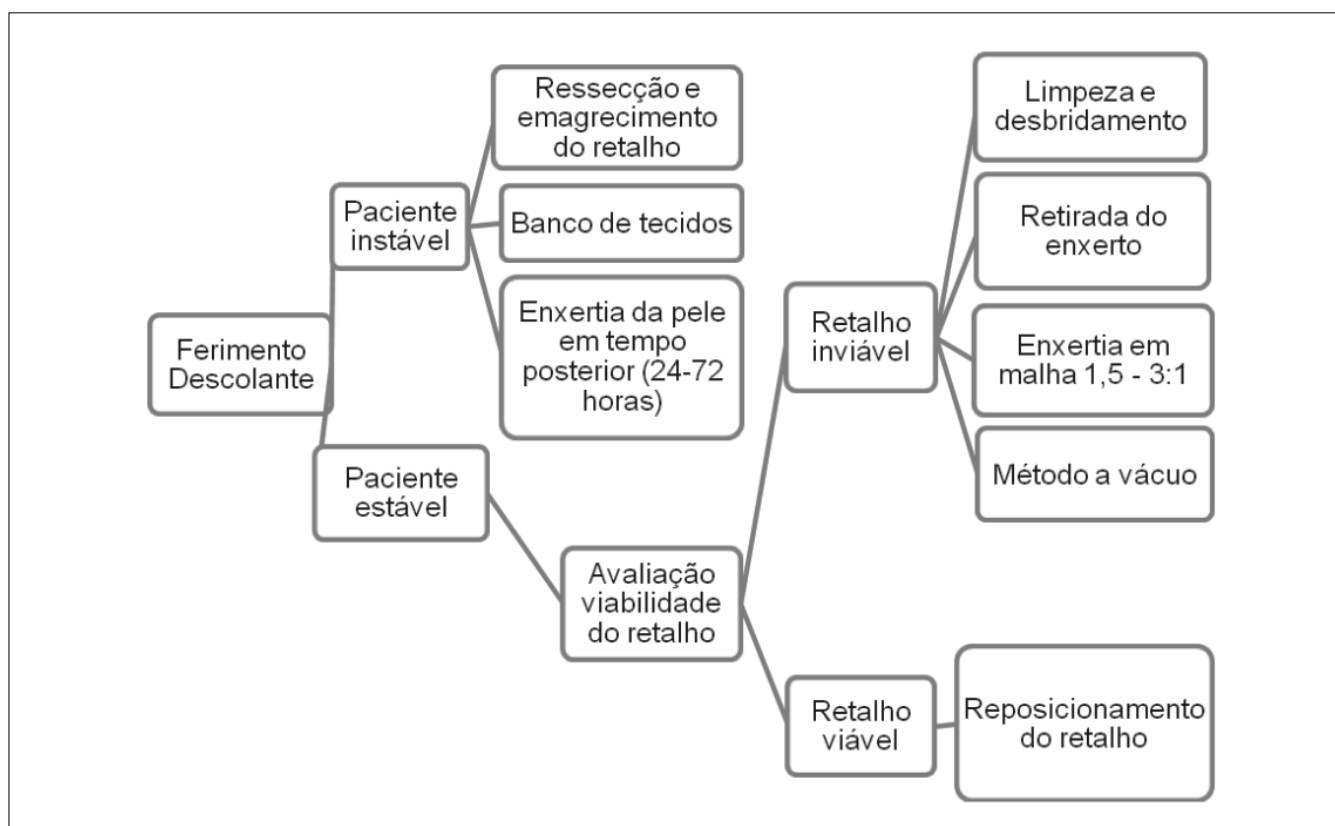 Ferimento
Descolante
Paciente
instável
Ressecção e
emagrecimento
do retalho
Banco de tecidos
Enxertia da pele
em tempo
posterior (24-72
horas)
Paciente
estável
Avaliação
viabilidade
do retalho
Retalho
inviável
Limpeza e
desbridamento
Retirada do
enxerto
Enxertia em
malha 1,5 - 3:1
Método a vácuo
Retalho
viável
Reposicionamento
do retalho